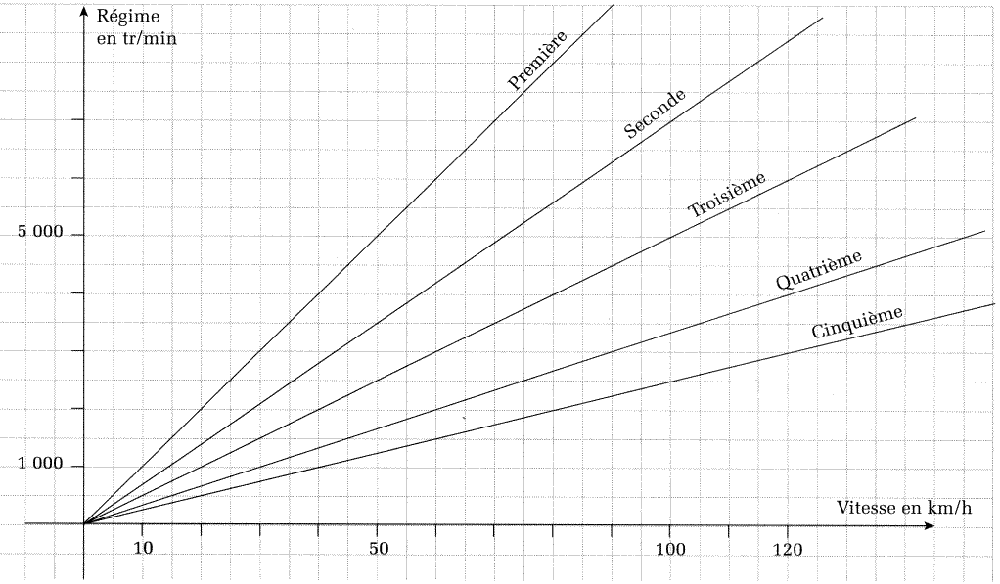 Régime
en tr/min
Première
Seconde
Troisième
Quatrième
Cinquième
5 000
1 000
Vitesse en km/h
10 50 100 120